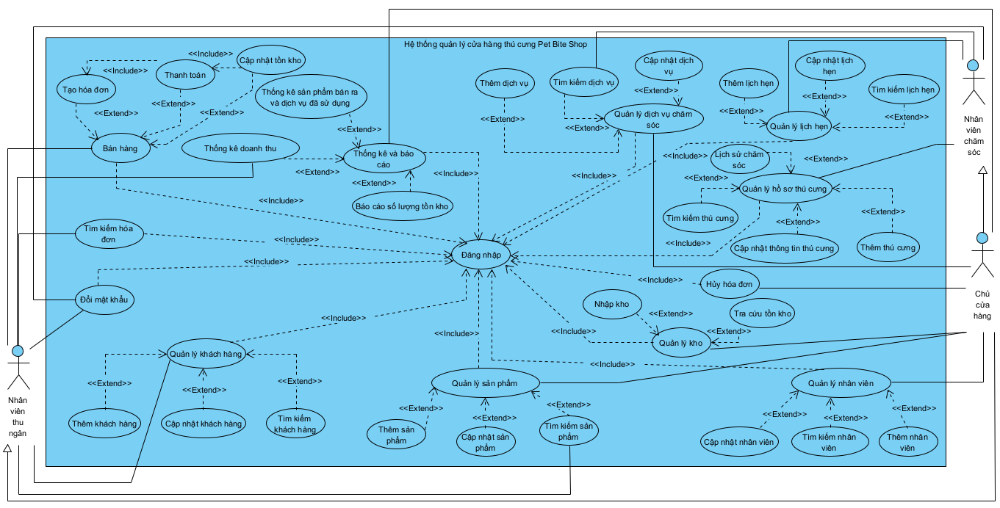 Hệ thống quản lý cửa hàng thú cưng Pet Bite Shop
<<Include>>
Cập nhật tồn kho
<<Include>>
Thanh toán
Tạo hóa đơn
<<Extend>>
<<Extend>>
<<Extend>>
Thống kê sản phẩm bán ra
và dịch vụ đã sử dụng
<<Extend>>
Bán hàng
Thống kê doanh thu
Thống kê và báo
cáo
<<Extend>>
<<Extend>>
<<Include>>
Báo cáo số lượng tồn kho
<<Include>>
Thêm dịch vụ
Tìm kiếm dịch vụ
Cập nhật dịch
vụ
<<Extend>>
<<Extend>>
<<Extend>>
Quản lý dịch vụ chăm
sóc
<<Include>>
Thêm lịch hẹn
Cập nhật lịch
hẹn
Tìm kiếm lịch hẹn
<<Extend>>
<<Extend>>
<<Extend>>
Quản lý lịch hẹn
<<Include>>
Lịch sử chăm
sóc
<<Extend>>
<<Extend>>
Quản lý hồ sơ thú cưng
Tìm kiếm thú cưng
<<Extend>>
<<Extend>>
<<Include>>
Cập nhật thông tin thú cưng
Thêm thú cưng
Nhân
viên
chăm
sóc
Tìm kiếm hóa
đơn
<<Include>>
Đăng nhập
<<Include>>
Đổi mật khẩu
<<Include>>
Hủy hóa đơn
Chủ
cửa
hàng
Nhập kho
<<Extend>>
Tra cứu tồn kho
<<Extend>>
<<Include>>
Quản lý kho
<<Include>>
Quản lý khách hàng
<<Extend>>
<<Extend>>
<<Extend>>
Thêm khách hàng
Cập nhật khách hàng
Tìm kiếm
khách hàng
<<Include>>
<<Include>>
Quản lý sản phẩm
<<Extend>>
<<Extend>>
<<Extend>>
Thêm sản
phẩm
Cập nhật sản
phẩm
Tìm kiếm sản
phẩm
Quản lý nhân viên
<<Extend>>
<<Extend>>
<<Extend>>
Cập nhật nhân viên
Tìm kiếm nhân
viên
Thêm nhân
viên
Nhân
viên
thu
ngân